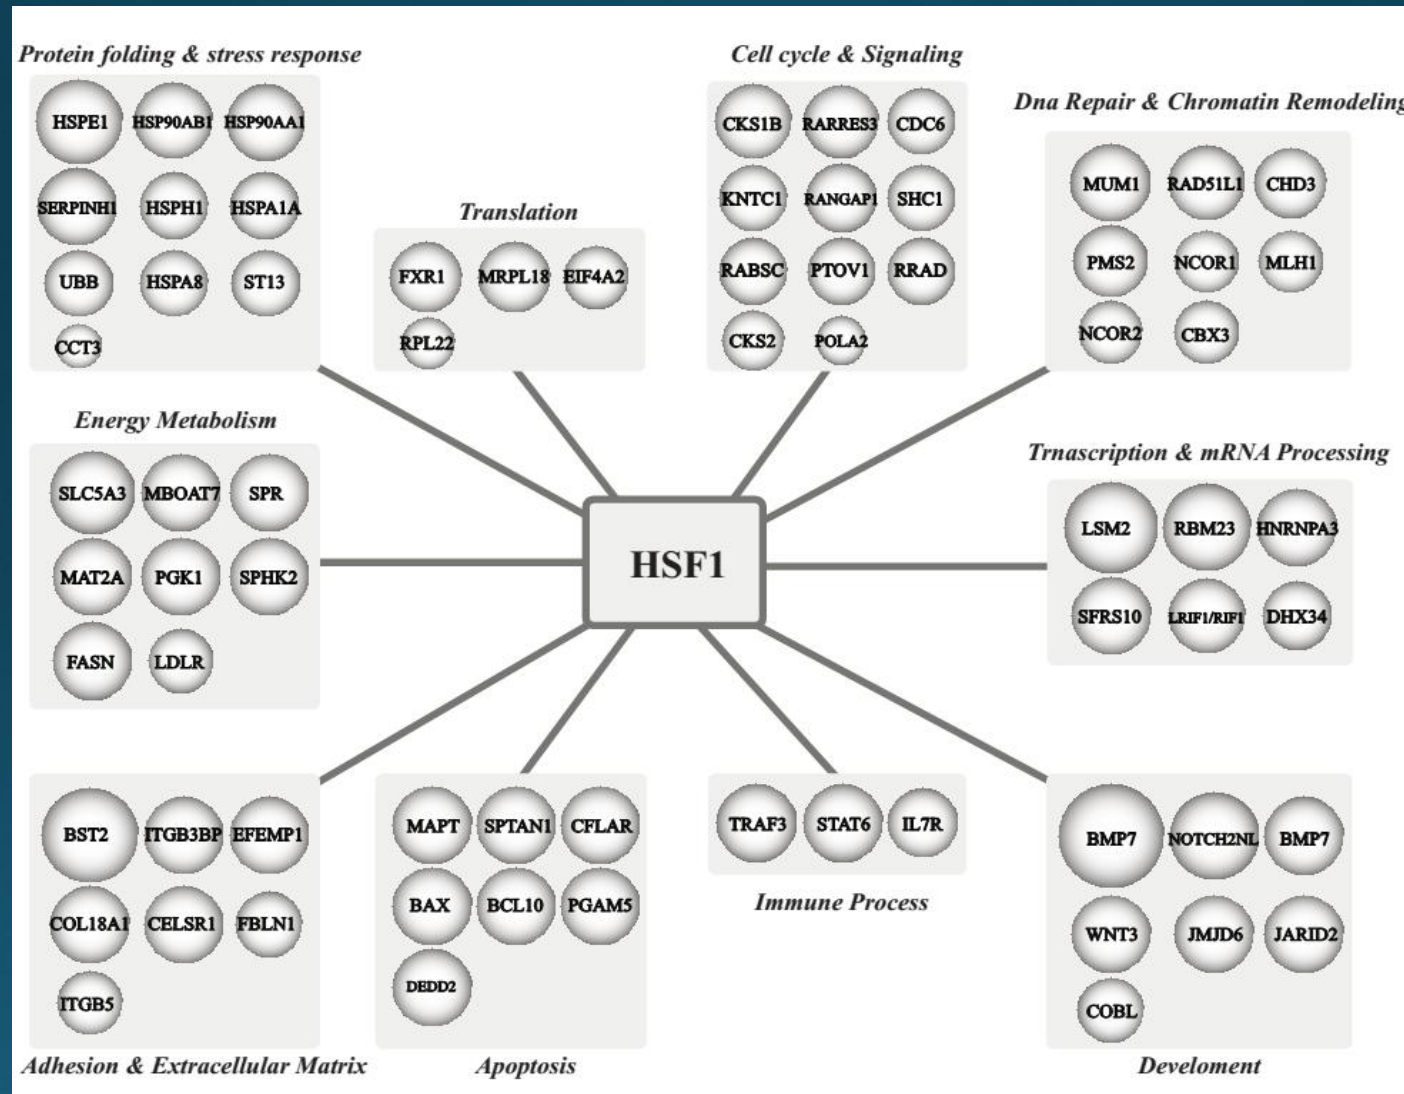 Protein folding & stress response
HSPE1 HSP90AB1 HSP90AA1
SERPINH1 HSPH1 HSPA1A
UBB HSPA8 ST13
CCT3
Translation
FXR1 MRPL18 EIF4A2
RPL22
Cell cycle & Signaling
CKS1B RARRES3 CDC6
KNTC1 RANGAP1 SHC1
RABSC PTOV1 RRAD
CKS2 POLA2
Dna Repair & Chromatin Remodeling
MUM1 RAD51L1 CHD3
PMS2 NCOR1 MLH1
NCOR2 CBX3
Energy Metabolism
SLC5A3 MBOAT7 SPR
MAT2A PGK1 SPHK2
FASN LDLR
HSF1
Trnascription & mRNA Processing
LSM2 RBM23 HNRNPA3
SFRS10 LRIF1/RIF1 DHX34
BST2 ITGB3BP EFEMP1
COL18A1 CELSR1 FBLN1
ITGB5
Adhesion & Extracellular Matrix
MAPT SPTAN1 CFLAR
BAX BCL10 PGAM5
DEDD2
Apoptosis
TRAF3 STAT6 IL7R
Immune Process
BMP7 NOTCH2NL BMP7
WNT3 JMJD6 JARID2
COBL
Develoment